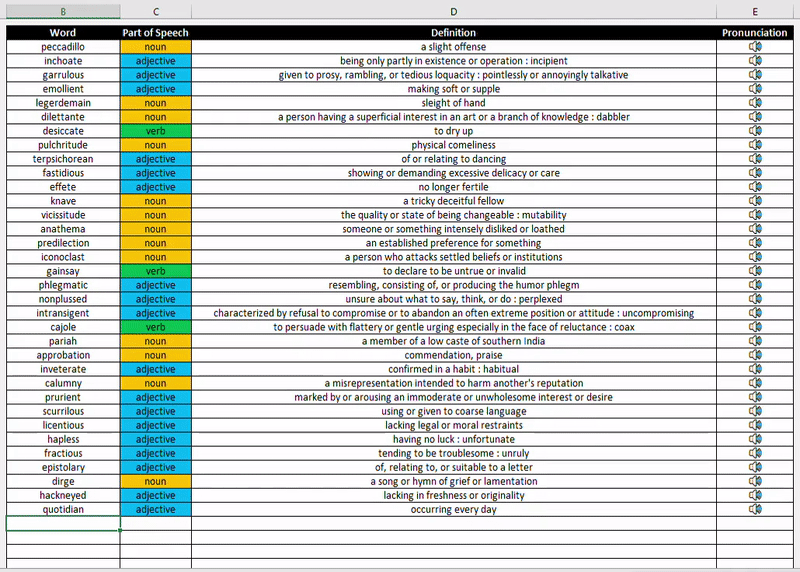 B C D E
Word Part of Speech Definition Pronunciation
peccadillo noun a slight offense
inchoate adjective being only partly in existence or operation : incipient
garrulous adjective given to prosy, rambling, or tedious loquacity : pointlessly or annoyingly talkative
emollient adjective making soft or supple
legerdemain noun sleight of hand
dilettante noun a person having a superficial interest in an art or a branch of knowledge : dabbler
desiccate verb to dry up
pulchritude noun physical comeliness
terpsichorean adjective of or relating to dancing
fastidious adjective showing or demanding excessive delicacy or care
effete adjective no longer fertile
knave noun a tricky deceitful fellow
vicissitude noun the quality or state of being changeable : mutability
anathema noun someone or something intensely disliked or loathed
predilection noun an established preference for something
iconoclast noun a person who attacks settled beliefs or institutions
gainsay verb to declare to be untrue or invalid
phlegmatic adjective resembling, consisting of, or producing the humor phlegm
nonplussed adjective unsure about what to say, think, or do : perplexed
intransigent adjective characterized by refusal to compromise or to abandon an often extreme position or attitude : uncompromising
cajole verb to persuade with flattery or gentle urging especially in the face of reluctance : coax
pariah noun a member of a low caste of southern India
approbation noun commendation, praise
inveterate adjective confirmed in a habit : habitual
calumny noun a misrepresentation intended to harm another's reputation
prurient adjective marked by or arousing an immoderate or unwholesome interest or desire
scurrilous adjective using or given to coarse language
licentious adjective lacking legal or moral restraints
hapless adjective having no luck : unfortunate
fractious adjective tending to be troublesome : unruly
epistolary adjective of, relating to, or suitable to a letter
dirge noun a song or hymn of grief or lamentation
hackneyed adjective lacking in freshness or originality
quotidian adjective occurring every day